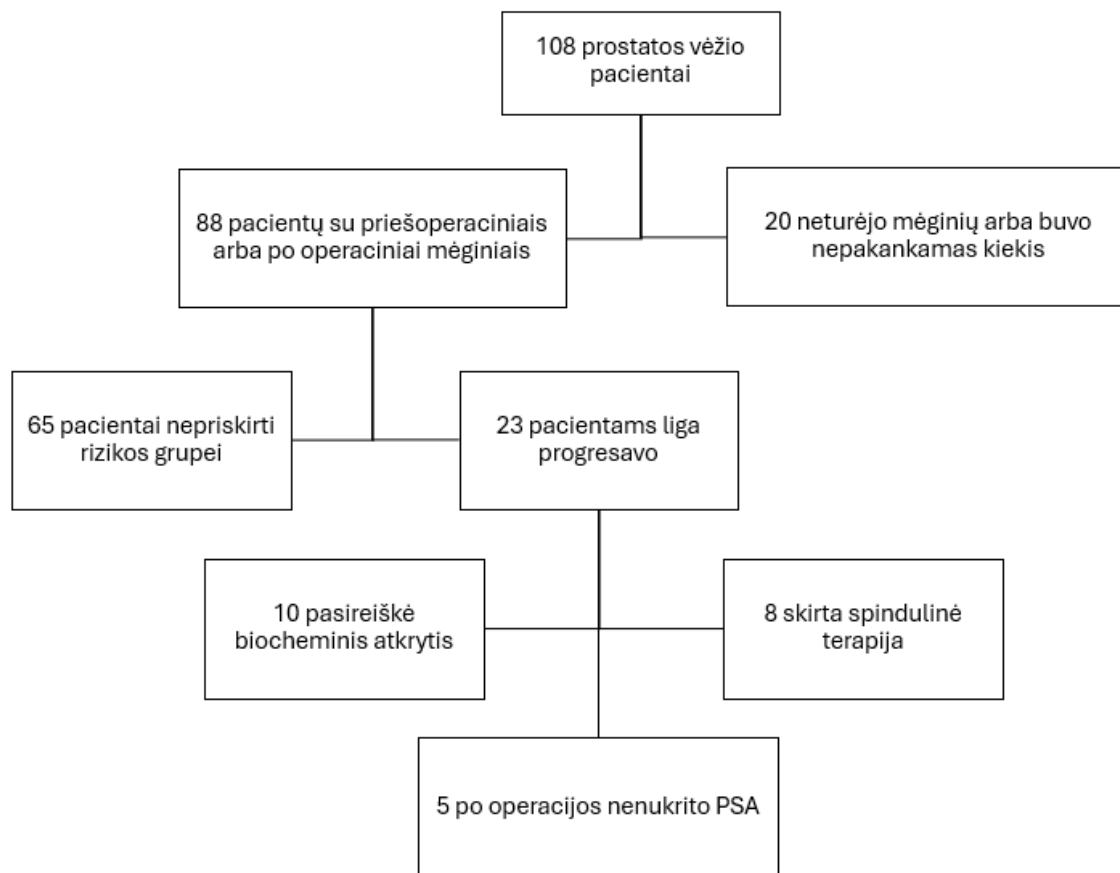 108 prostatos vėžio
pacientai
88 pacientų su priešoperaciniais
arba po operaciniai mėginiais
20 neturėjo mėginių arba buvo
nepakankamas kiekis
65 pacientai nepriskirti
rizikos grupei
23 pacientams liga
progresavo
10 pasireiškė
biocheminis atkrytis
8 skirta spindulinė
terapija
5 po operacijos nenukrito PSA